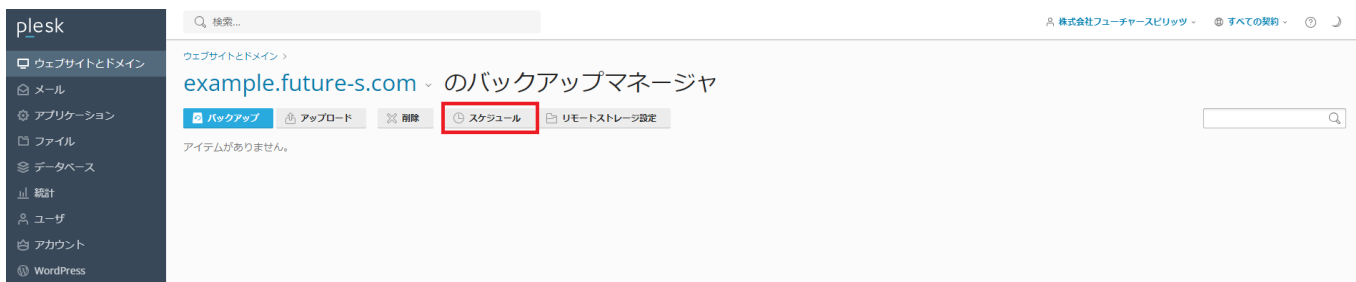 plesk
検索...
株式会社フューチャースピリッツ
すべての契約
ウェブサイトとドメイン
メール
アプリケーション
ファイル
データベース
統計
ユーザ
アカウント
WordPress
ウェブサイトとドメイン >
example.future-s.com のバックアップマネージャ
バックアップ アップロード 削除 スケジュール リモートストレージ設定
アイテムがありません。